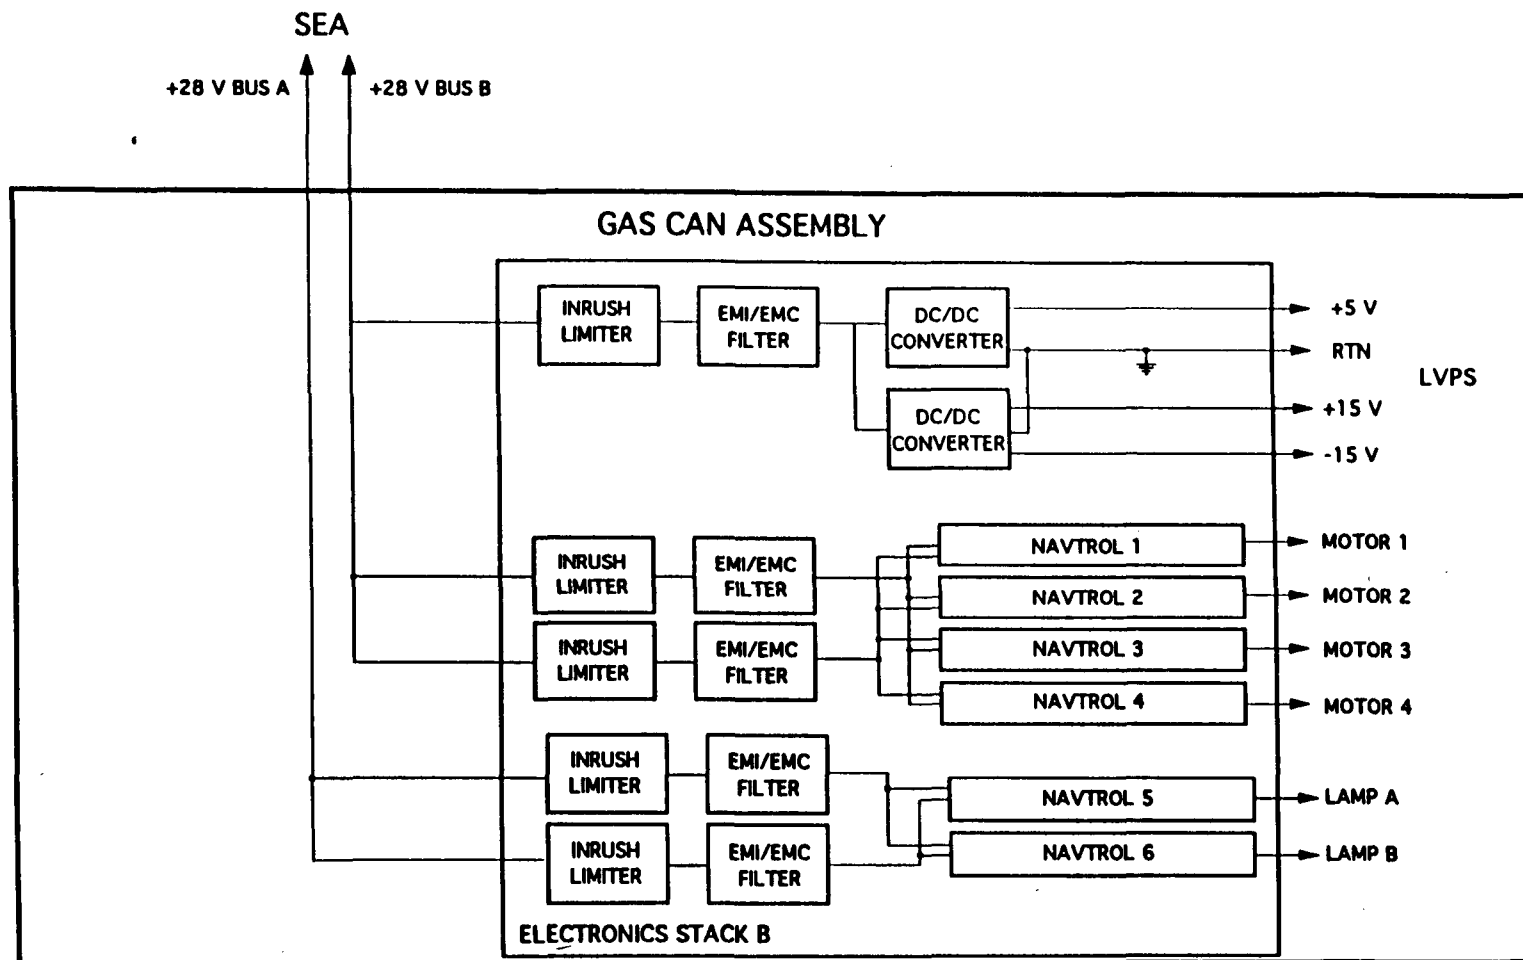 SEA
+28 V BUS A
+28 V BUS B
GAS CAN ASSEMBLY
INRUSH
LIMITER
EMI/EMC
FILTER
DC/DC
CONVERTER
+5 V
RTN
LVPS
DC/DC
CONVERTER
+15 V
-15 V
INRUSH
LIMITER
EMI/EMC
FILTER
NAVTROL 1
MOTOR 1
NAVTROL 2
MOTOR 2
INRUSH
LIMITER
EMI/EMC
FILTER
NAVTROL 3
MOTOR 3
NAVTROL 4
MOTOR 4
INRUSH
LIMITER
EMI/EMC
FILTER
NAVTROL 5
LAMP A
INRUSH
LIMITER
EMI/EMC
FILTER
NAVTROL 6
LAMP B
ELECTRONICS STACK B